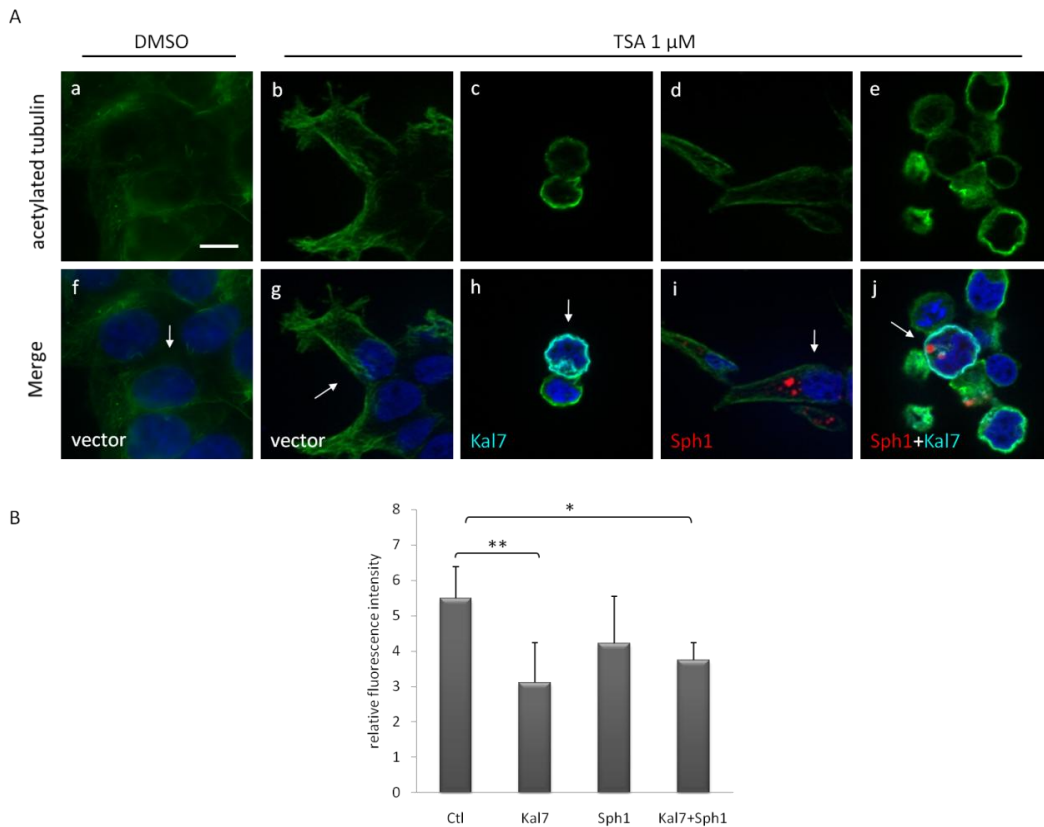 A
DMSO
TSA 1 μM
acetylated tubulin
a
b
c
d
e
Merge
f
g
h
i
j
vector
vector
Kal7
Sph1
Sph1+Kal7
B
relative fluorescence intensity
8
7
6
5
4
3
2
1
0
*
**
Ctl
Kal7
Sph1
Kal7+Sph1